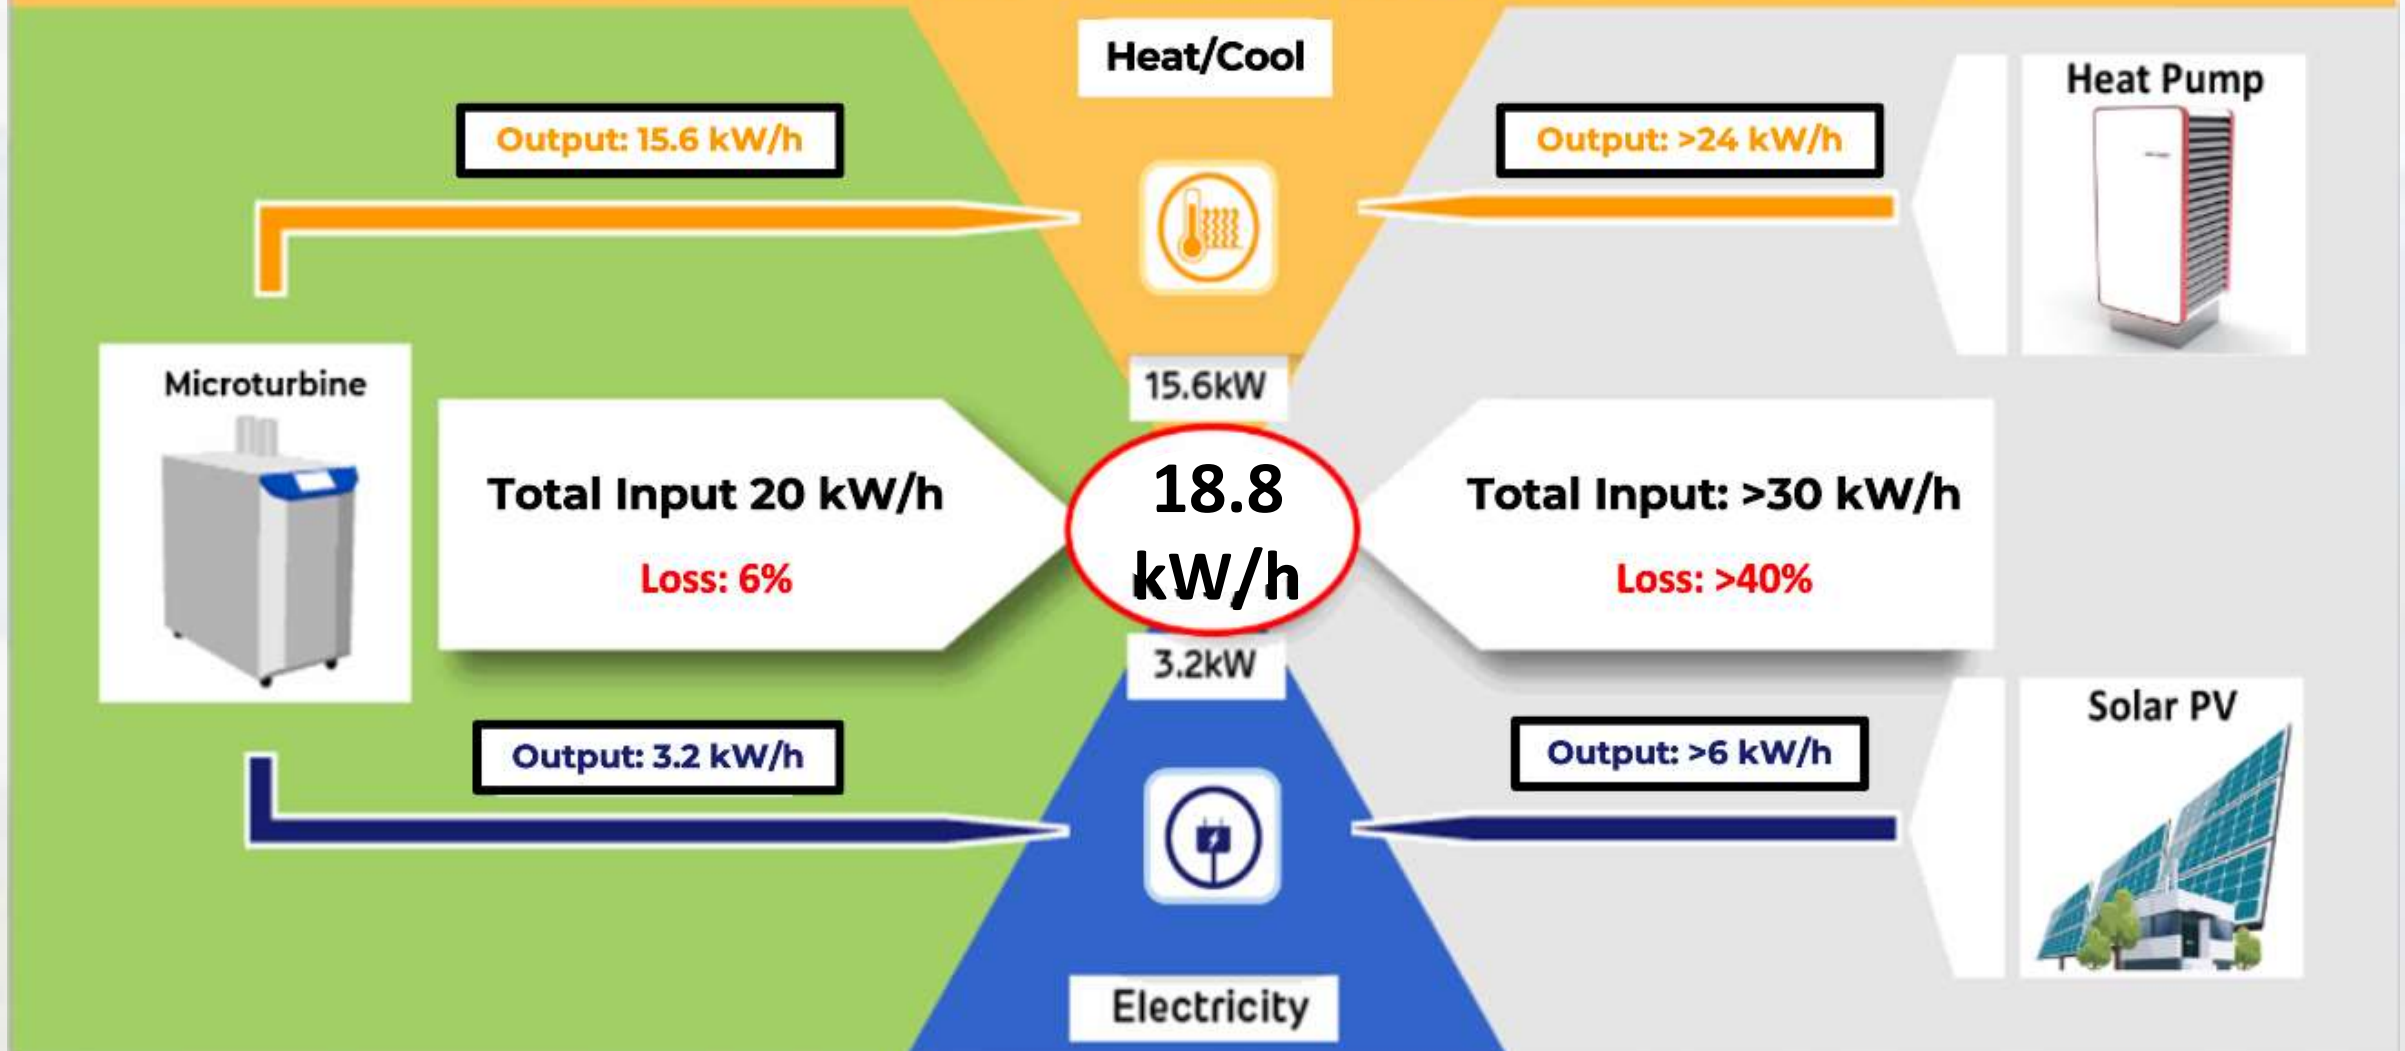 Heat/Cool
Output: 15.6 kW/h
Output: >24 kW/h
Heat Pump
15.6kW
Microturbine
Total Input 20 kW/h
Loss: 6%
18.8
kW/h
Total Input: >30 kW/h
Loss: >40%
3.2kW
Output: 3.2 kW/h
Output: >6 kW/h
Solar PV
Electricity